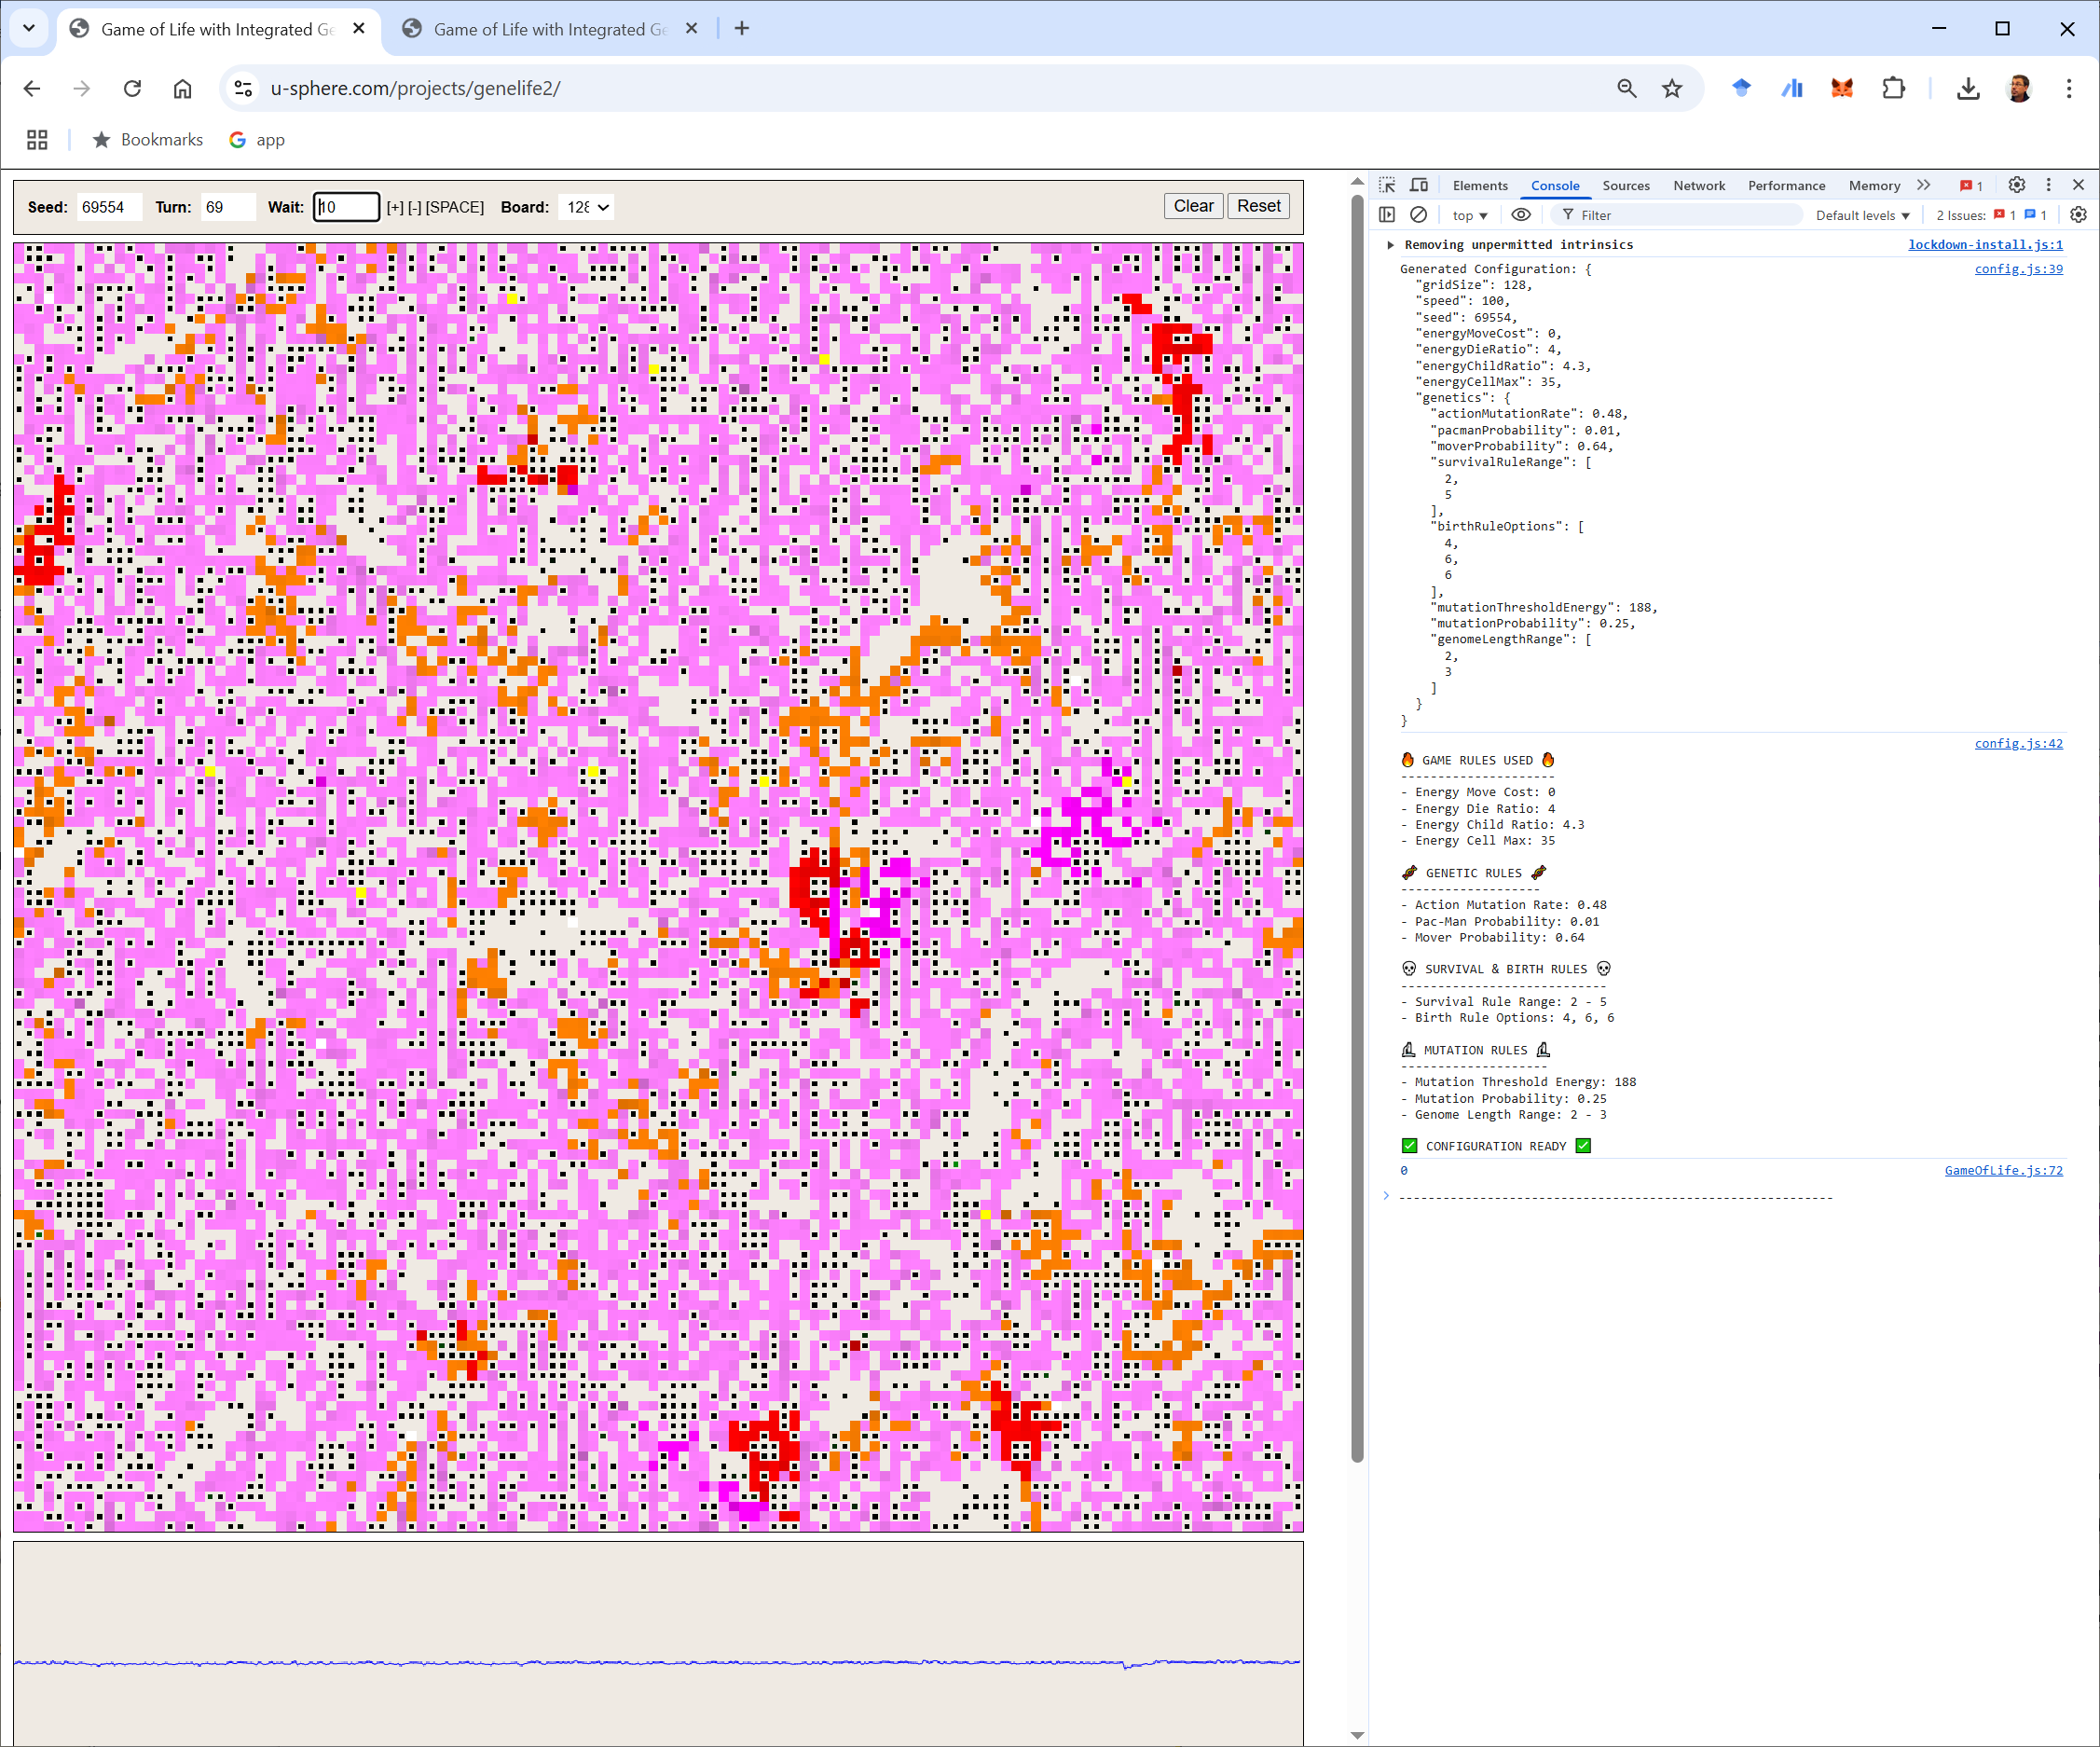 Game of Life with Integrated Ge
Game of Life with Integrated Ge
u-sphere.com/projects/genelife2/
Bookmarks
app
Seed: 69554 Turn: 69 Wait: 10 [+] [-] [SPACE] Board: 128 Clear Reset
Elements Console Sources Network Performance Memory 1
top Filter Default levels 2 Issues: 1 1
Removing unpermitted intrinsics lockdown-install.js:1
Generated Configuration: { config.js:39
"gridSize": 128,
"speed": 100,
"seed": 69554,
"energyMoveCost": 0,
"energyDieRatio": 4,
"energyChildRatio": 4.3,
"energyCellMax": 35,
"genetics": {
"actionMutationRate": 0.48,
"pacmanProbability": 0.01,
"moverProbability": 0.64,
"survivalRuleRange": [
2,
5
],
"birthRuleOptions": [
4,
6,
6
],
"mutationThresholdEnergy": 188,
"mutationProbability": 0.25,
"genomeLengthRange": [
2,
3
]
}
}
config.js:42
🔥 GAME RULES USED 🔥
---------------------
- Energy Move Cost: 0
- Energy Die Ratio: 4
- Energy Child Ratio: 4.3
- Energy Cell Max: 35
GENETIC RULES
-------------------
- Action Mutation Rate: 0.48
- Pac-Man Probability: 0.01
- Mover Probability: 0.64
SURVIVAL & BIRTH RULES
----------------------------
- Survival Rule Range: 2 - 5
- Birth Rule Options: 4, 6, 6
MUTATION RULES
--------------------
- Mutation Threshold Energy: 188
- Mutation Probability: 0.25
- Genome Length Range: 2 - 3
✅ CONFIGURATION READY ✅
0 GameOfLife.js:72
> -----------------------------------------------------------